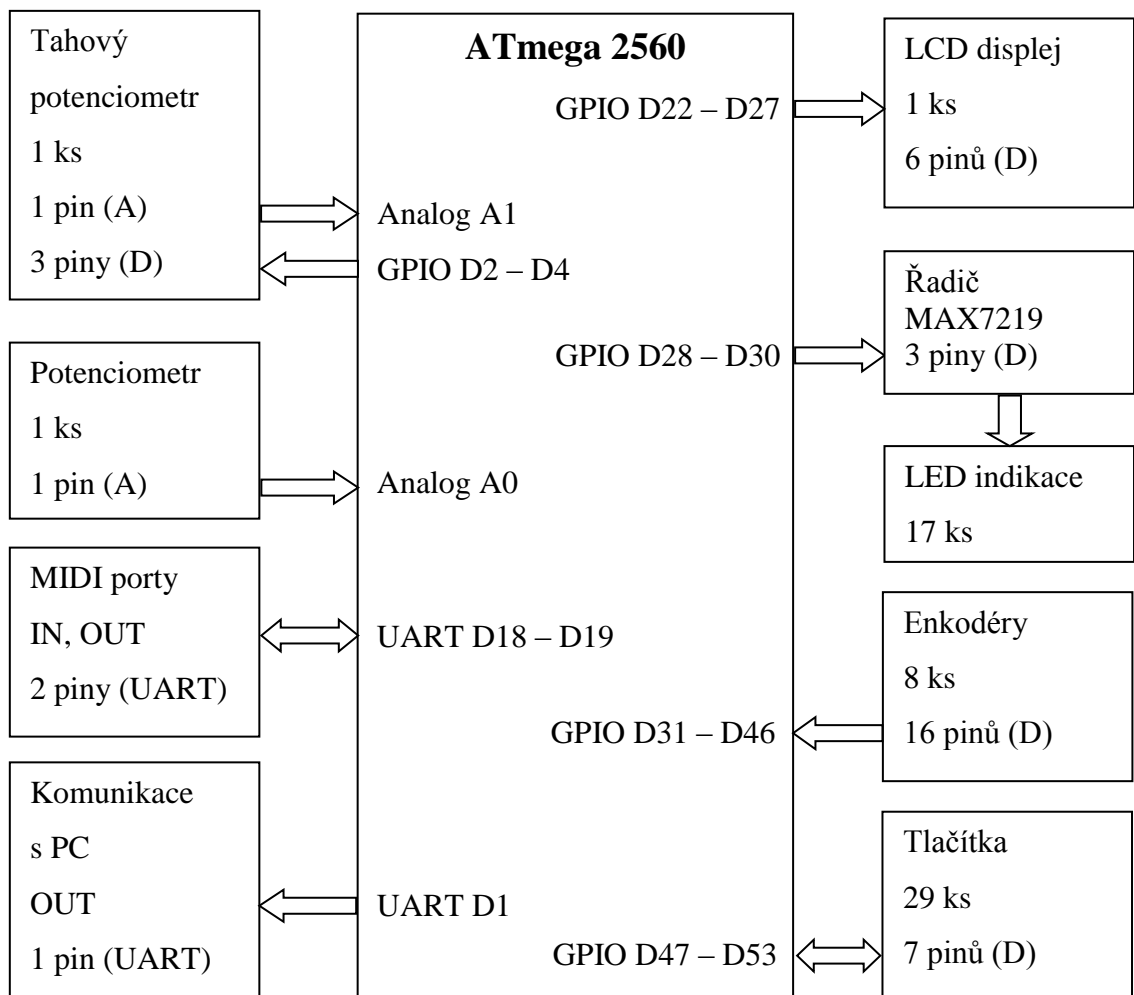 Tahový
potenciometr
1 ks
1 pin (A)
3 piny (D)
Potenciometr
1 ks
1 pin (A)
MIDI porty
IN, OUT
2 piny (UART)
Komunikace
s PC
OUT
1 pin (UART)
ATmega 2560
GPIO D22 – D27
Analog A1
GPIO D2 – D4
GPIO D28 – D30
Analog A0
UART D18 – D19
GPIO D31 – D46
UART D1
GPIO D47 – D53
LCD displej
1 ks
6 pinů (D)
Řadič
MAX7219
3 piny (D)
LED indikace
17 ks
Enkodéry
8 ks
16 pinů (D)
Tlačítka
29 ks
7 pinů (D)